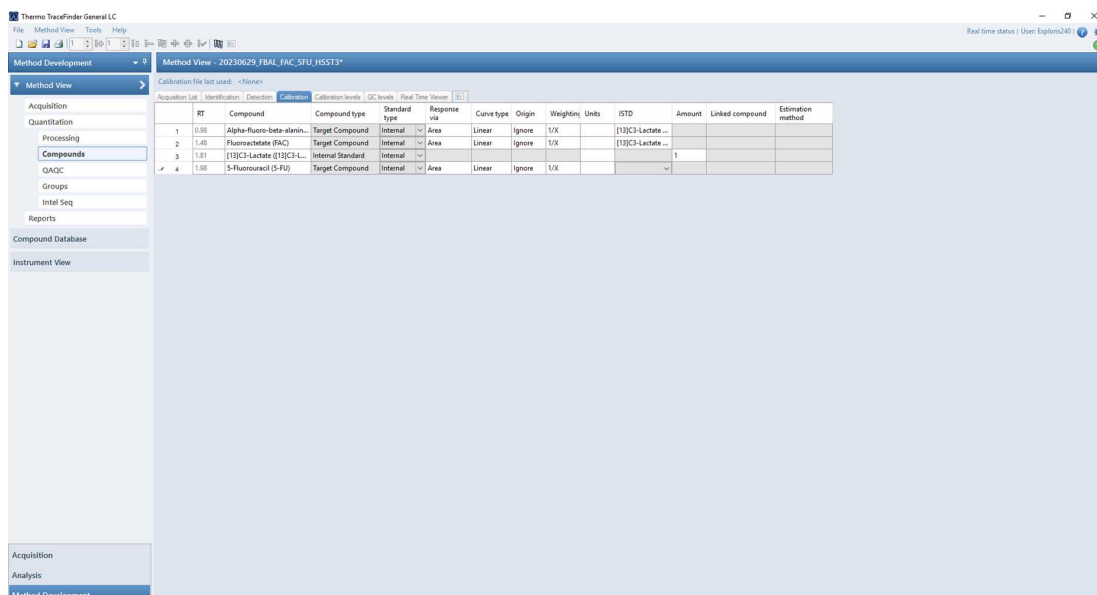 Thermo TraceFinder General LC
File Method View Tools Help
Real time status | User: Exploris240 |
1 1
Method Development
Method View - 20230629_FBAL_FAC_5FU_HSST3*
Method View
Calibration file last used: <None>
Acquisition List Identification Detection Calibration Calibration levels QC levels Real Time Viewer
RT Compound Compound type Standard type Response via Curve type Origin Weighting Units ISTD Amount Linked compound Estimation method
1 0.98 Alpha-fluoro-beta-alanin... Target Compound Internal Area Linear Ignore 1/X [13]C3-Lactate ...
2 1.48 Fluoroactetate (FAC) Target Compound Internal Area Linear Ignore 1/X [13]C3-Lactate ...
3 1.81 [13]C3-Lactate ([13]C3-L... Internal Standard Internal 1
4 1.98 5-Fluorouracil (5-FU) Target Compound Internal Area Linear Ignore 1/X
Acquisition
Quantitation
Processing
Compounds
QAQC
Groups
Intel Seq
Reports
Compound Database
Instrument View
Acquisition
Analysis
Method Development